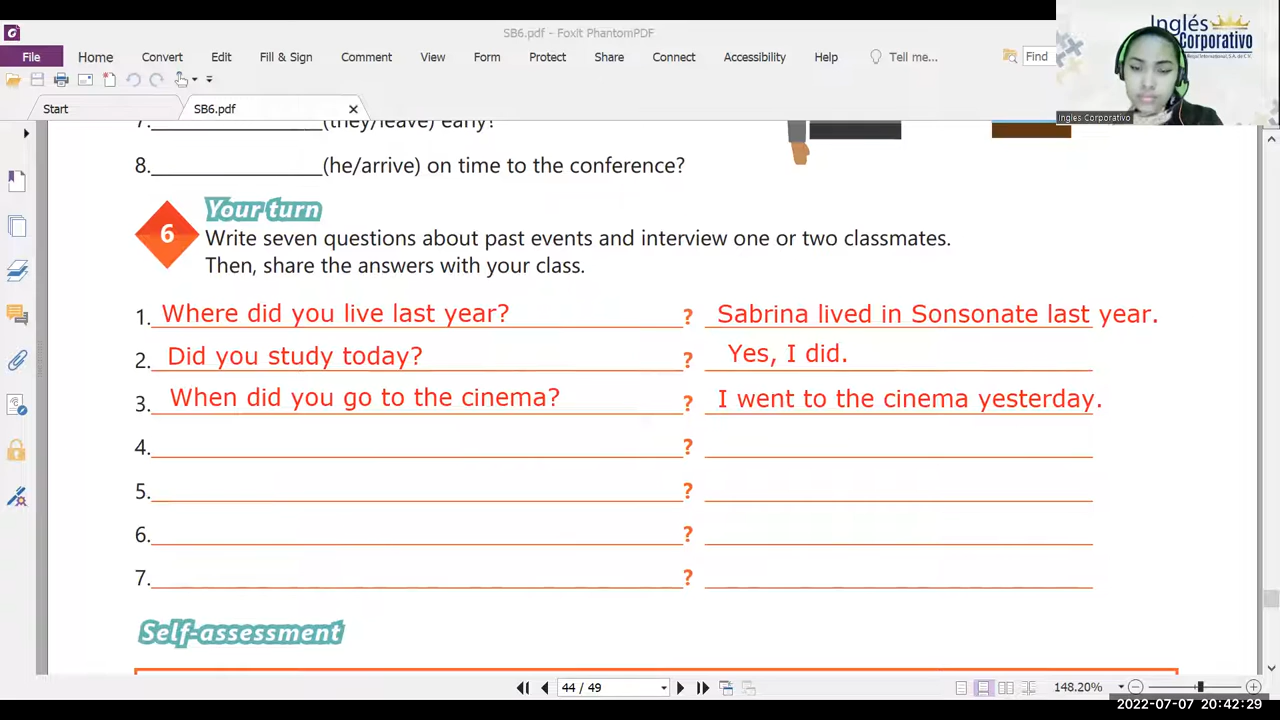 SB6.pdf - Foxit PhantomPDF
File Home Convert Edit Fill & Sign Comment View Form Protect Share Connect Accessibility Help Tell me... Find
Start SB6.pdf
7.________________(they/leave) early?
8.________________(he/arrive) on time to the conference?
6 Your turn
Write seven questions about past events and interview one or two classmates.
Then, share the answers with your class.
1. Where did you live last year? ? Sabrina lived in Sonsonate last year.
2. Did you study today? ? Yes, I did.
3. When did you go to the cinema? ? I went to the cinema yesterday.
4. ?
5. ?
6. ?
7. ?
Self-assessment
44 / 49 148.20%
Inglés
Corporativo
Ingles Corporativo
2022-07-07 20:42:29